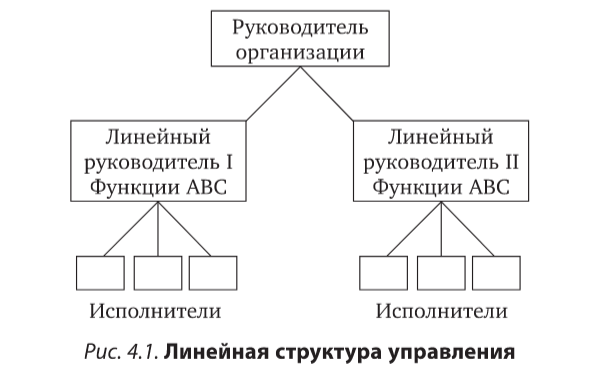 Руководитель
организации
Линейный
руководитель I
Функции АВС
Линейный
руководитель II
Функции АВС
Исполнители
Исполнители
Рис. 4.1. Линейная структура управления